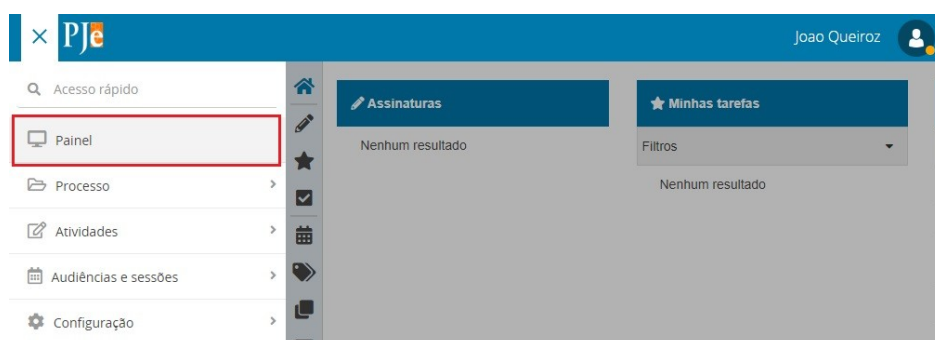 PJe
Joao Queiroz
Acesso rápido
Painel
Processo
Atividades
Audiências e sessões
Configuração
Assinaturas
Nenhum resultado
Minhas tarefas
Filtros
Nenhum resultado